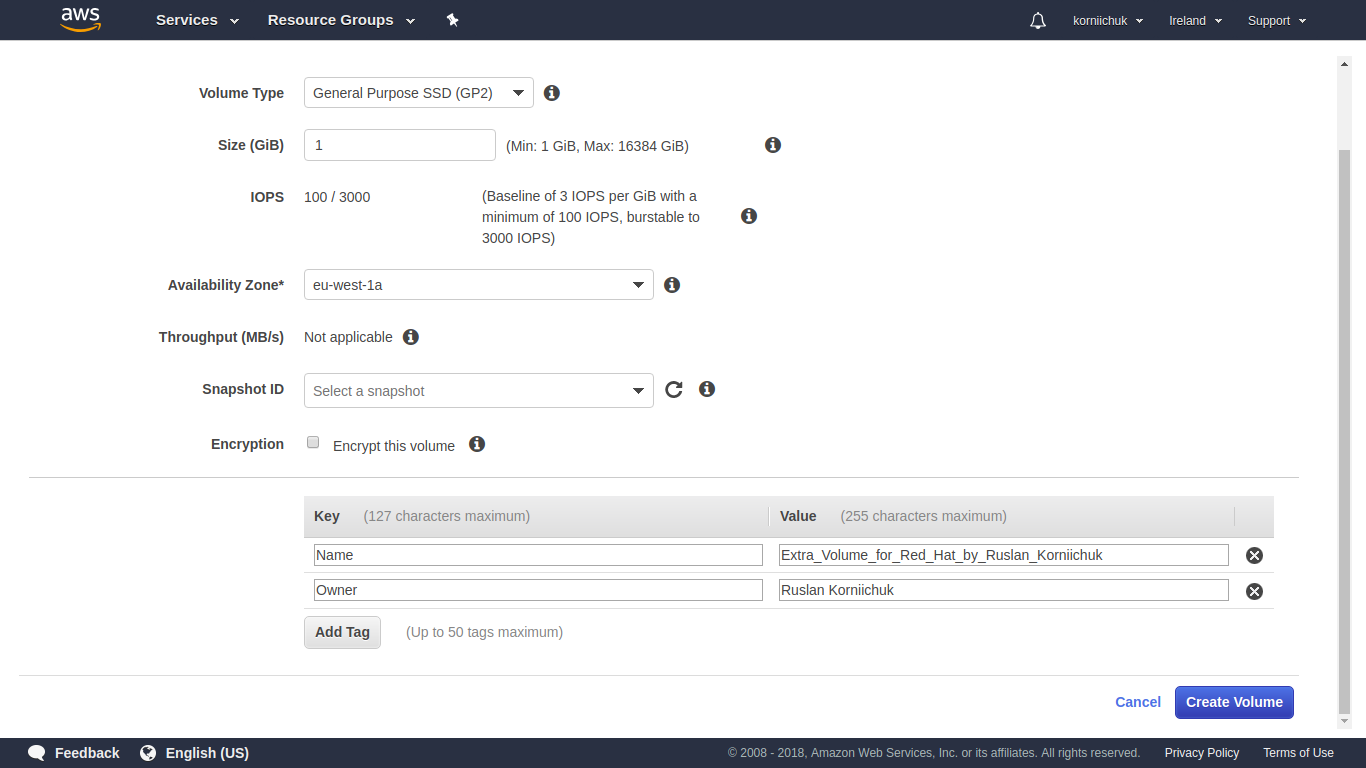 aws Services Resource Groups korniichuk Ireland Support
Volume Type General Purpose SSD (GP2)
Size (GiB) 1 (Min: 1 GiB, Max: 16384 GiB)
IOPS 100 / 3000 (Baseline of 3 IOPS per GiB with a
minimum of 100 IOPS, burstable to
3000 IOPS)
Availability Zone* eu-west-1a
Throughput (MB/s) Not applicable
Snapshot ID Select a snapshot
Encryption Encrypt this volume
Key (127 characters maximum) Value (255 characters maximum)
Name Extra_Volume_for_Red_Hat_by_Ruslan_Korniichuk
Owner Ruslan Korniichuk
Add Tag (Up to 50 tags maximum)
Cancel Create Volume
Feedback English (US) © 2008 - 2018, Amazon Web Services, Inc. or its affiliates. All rights reserved. Privacy Policy Terms of Use